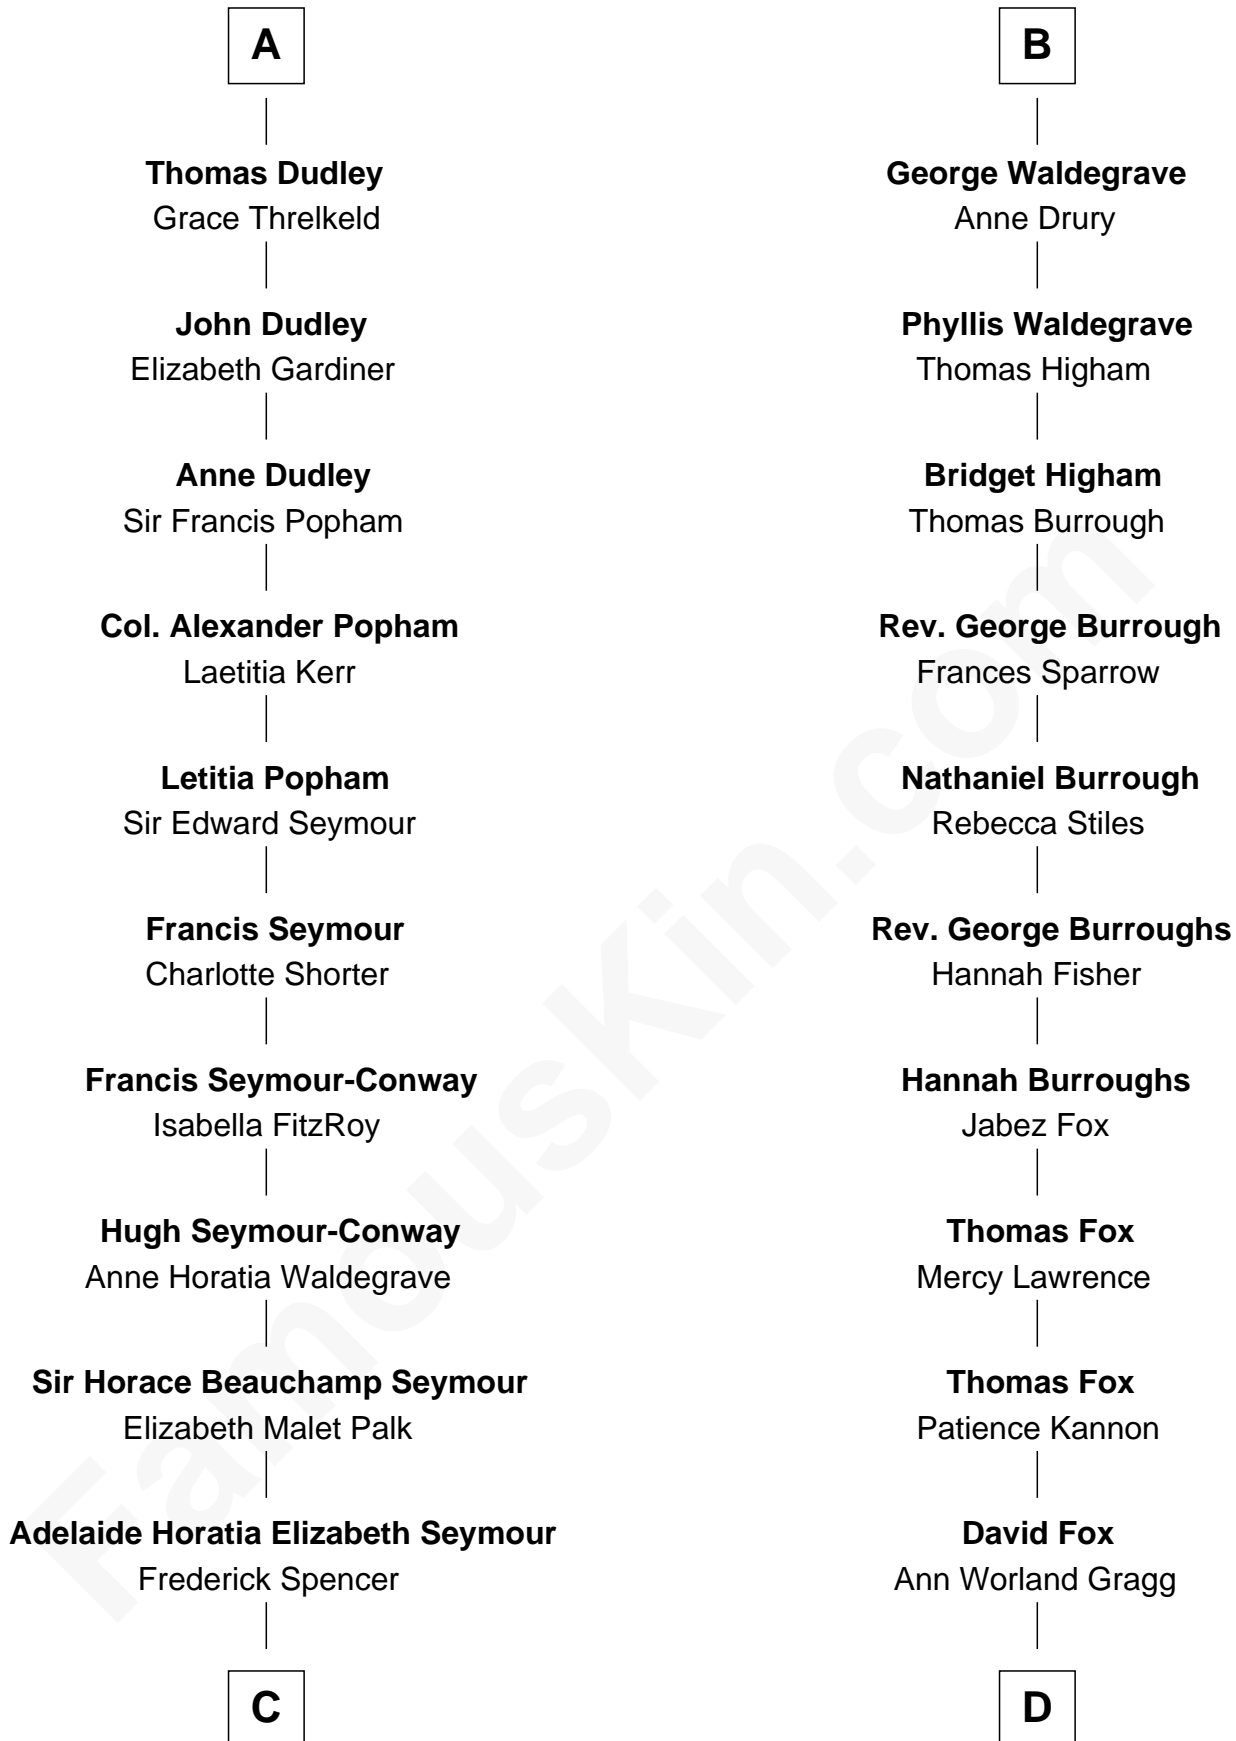 A
Thomas Dudley
Grace Threlkeld
John Dudley
Elizabeth Gardiner
Anne Dudley
Sir Francis Popham
Col. Alexander Popham
Laetitia Kerr
Letitia Popham
Sir Edward Seymour
Francis Seymour
Charlotte Shorter
Francis Seymour-Conway
Isabella FitzRoy
Hugh Seymour-Conway
Anne Horatia Waldegrave
Sir Horace Beauchamp Seymour
Elizabeth Malet Palk
Adelaide Horatia Elizabeth Seymour
Frederick Spencer
C
B
George Waldegrave
Anne Drury
Phyllis Waldegrave
Thomas Higham
Bridget Higham
Thomas Burrough
Rev. George Burrough
Frances Sparrow
Nathaniel Burrough
Rebecca Stiles
Rev. George Burroughs
Hannah Fisher
Hannah Burroughs
Jabez Fox
Thomas Fox
Mercy Lawrence
Thomas Fox
Patience Kannon
David Fox
Ann Worland Gragg
D
FamousKin.com